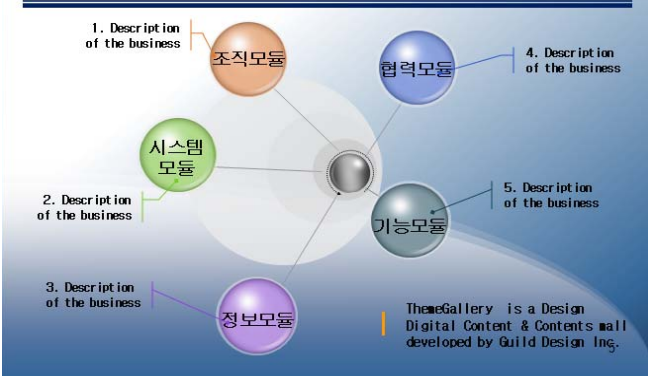 1. Description
of the business
조직모듈
협력모듈
4. Description
of the business
시스템
모듈
2. Description
of the business
기능모듈
5. Description
of the business
3. Description
of the business
정보모듈
ThemeGallery is a Design
Digital Content & Contents mall
developed by Guild Design Inc.
5